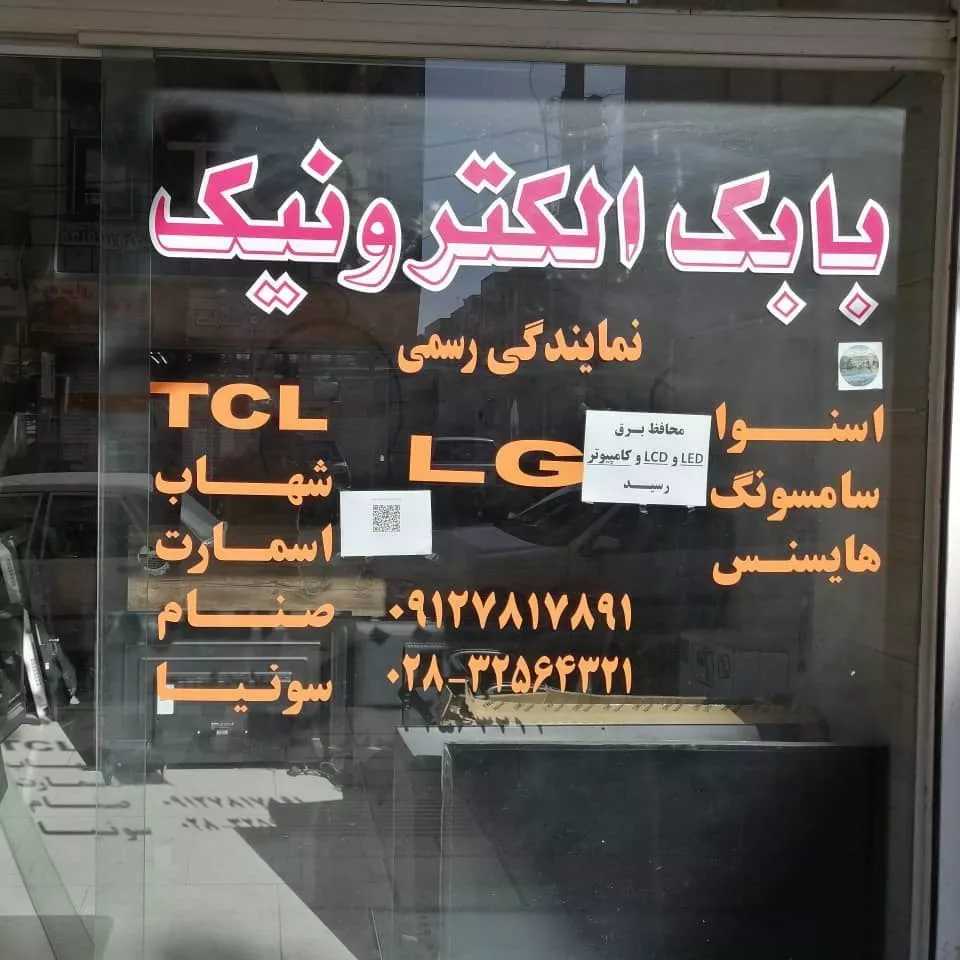 بابک الکترونیک
نمایندگی رسمی
اسنوا
سامسونگ
هایسنس
LG
TCL
شهاب
اسمارت
صنام
سونیا
محافظ برق
LED و LCD و کامپیوتر
رسید
۰۹۱۲۷۸۱۷۸۹۱
۰۲۸-۳۲۵۶۴۳۲۱